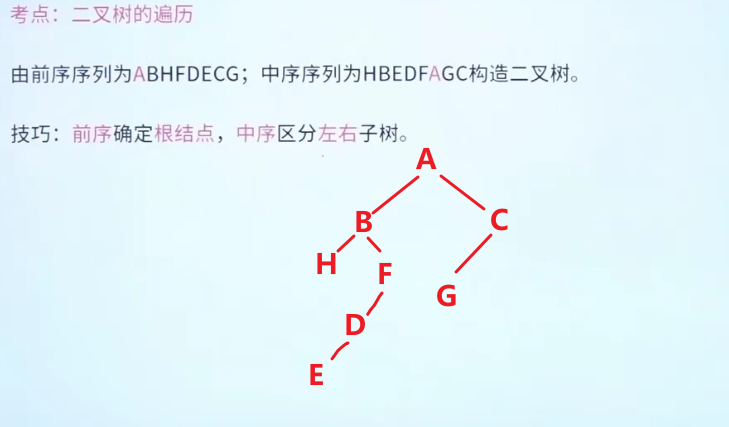 考点：二叉树的遍历
由前序序列为ABHFDECG；中序序列为HBEDFAGC构造二叉树。
技巧：前序确定根结点，中序区分左右子树。
A
B C
H F G
D
E